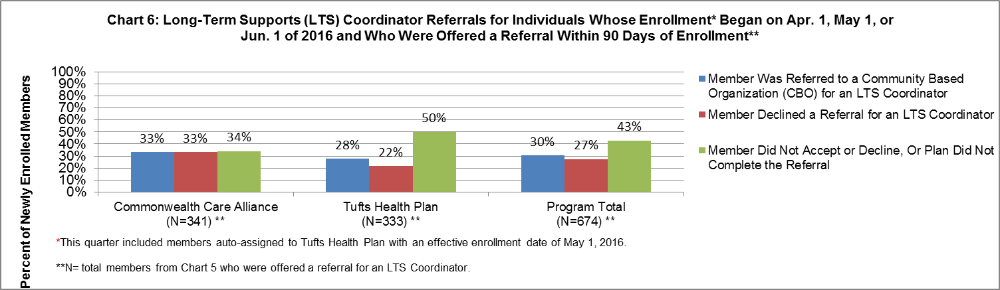 Chart 6: Long-Term Supports (LTS) Coordinator Referrals for Individuals Whose Enrollment* Began on Apr. 1, May 1, or
Jun. 1 of 2016 and Who Were Offered a Referral Within 90 Days of Enrollment**
Percent of Newly Enrolled Members
100%
90%
80%
70%
60%
50%
40%
30%
20%
10%
0%
33%
33%
34%
28%
22%
50%
30%
27%
43%
Commonwealth Care Alliance
(N=341) **
Tufts Health Plan
(N=333) **
Program Total
(N=674) **
Member Was Referred to a Community Based
Organization (CBO) for an LTS Coordinator
Member Declined a Referral for an LTS Coordinator
Member Did Not Accept or Decline, Or Plan Did Not
Complete the Referral
*This quarter included members auto-assigned to Tufts Health Plan with an effective enrollment date of May 1, 2016.
**N= total members from Chart 5 who were offered a referral for an LTS Coordinator.